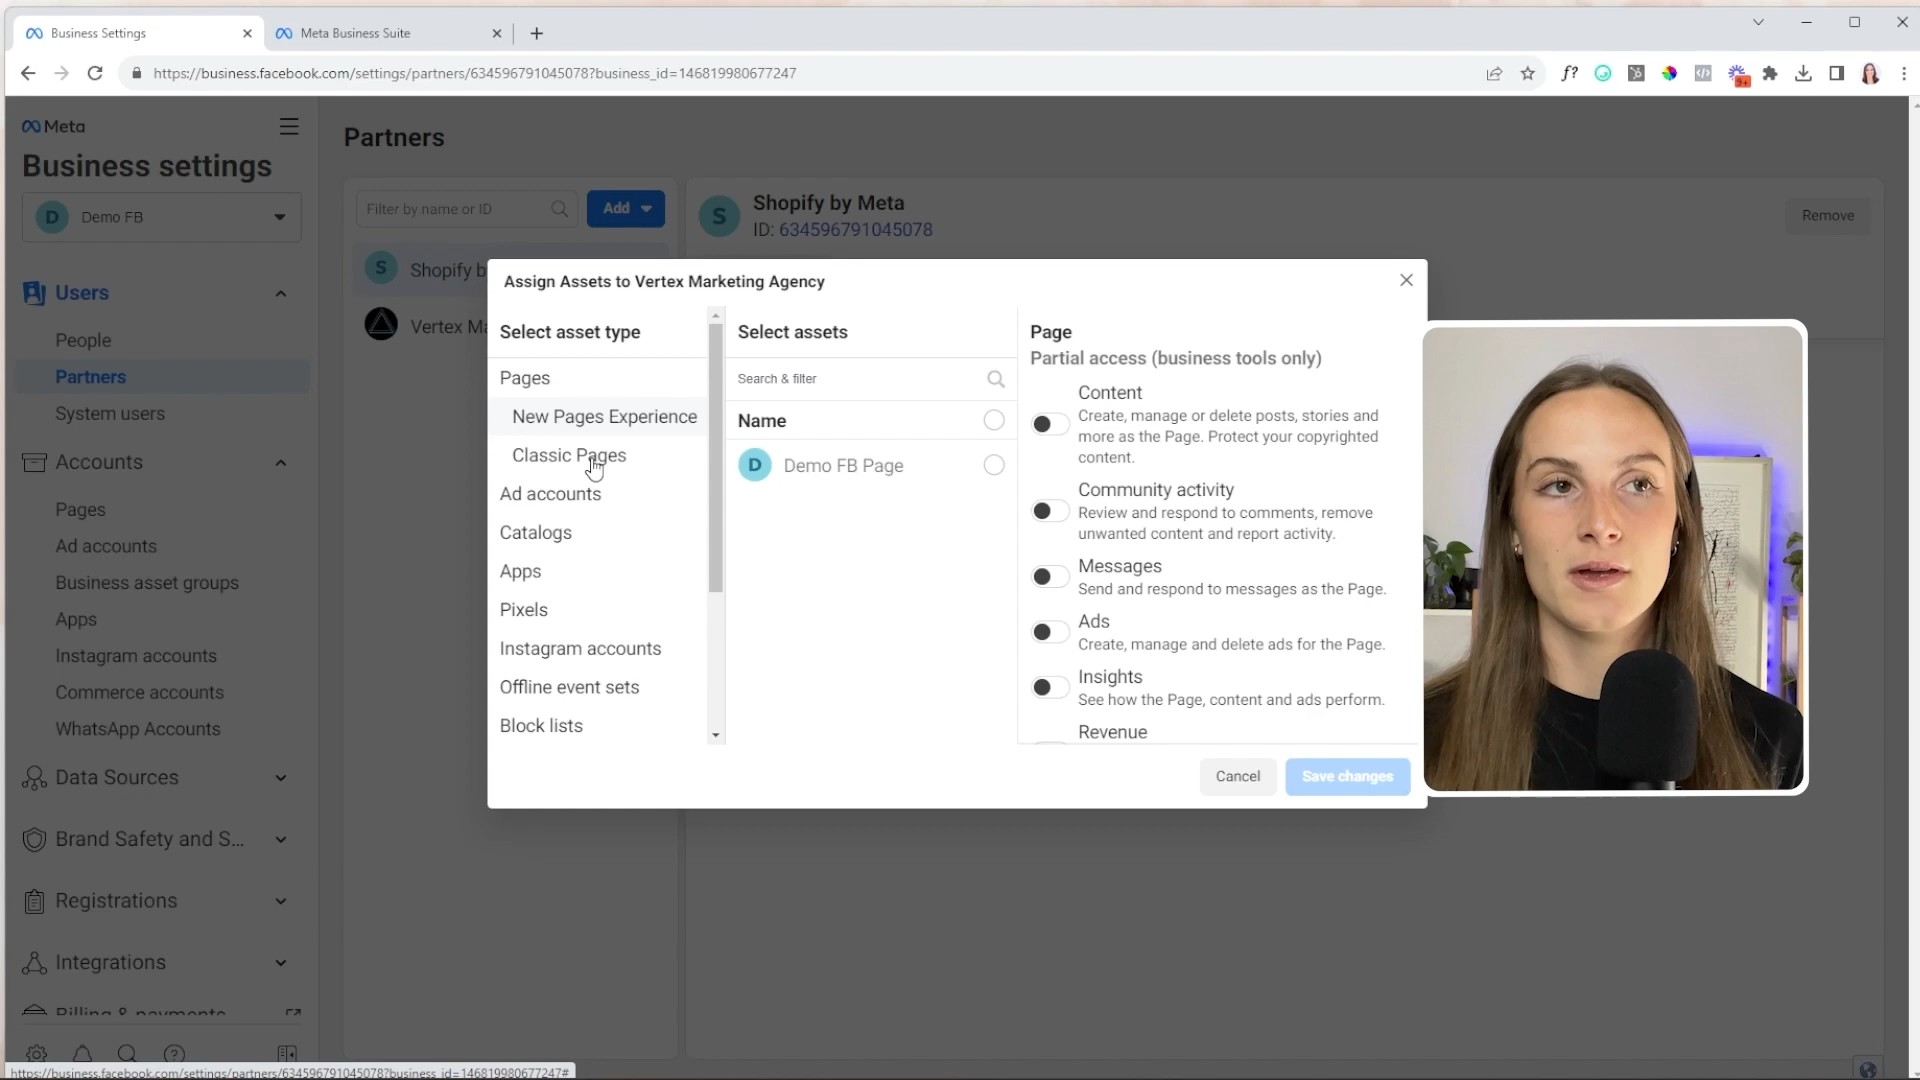 Business Settings
Meta Business Suite
https://business.facebook.com/settings/partners/634596791045078?business_id=146819980677247
f?
9+
Meta
Business settings
D
Demo FB
Users
People
Partners
System users
Accounts
Pages
Ad accounts
Business asset groups
Apps
Instagram accounts
Commerce accounts
WhatsApp Accounts
Data Sources
Brand Safety and S...
Registrations
Integrations
Billing & payments
Partners
Filter by name or ID
Add
S
Shopify b
Vertex Ma
S
Shopify by Meta
ID: 634596791045078
Remove
Assign Assets to Vertex Marketing Agency
Select asset type
Pages
New Pages Experience
Classic Pages
Ad accounts
Catalogs
Apps
Pixels
Instagram accounts
Offline event sets
Block lists
Select assets
Search & filter
Name
D
Demo FB Page
Page
Partial access (business tools only)
Content
Create, manage or delete posts, stories and
more as the Page. Protect your copyrighted
content.
Community activity
Review and respond to comments, remove
unwanted content and report activity.
Messages
Send and respond to messages as the Page.
Ads
Create, manage and delete ads for the Page.
Insights
See how the Page, content and ads perform.
Revenue
Cancel
Save changes
https://business.facebook.com/settings/partners/634596791045078?business_id=146819980677247#